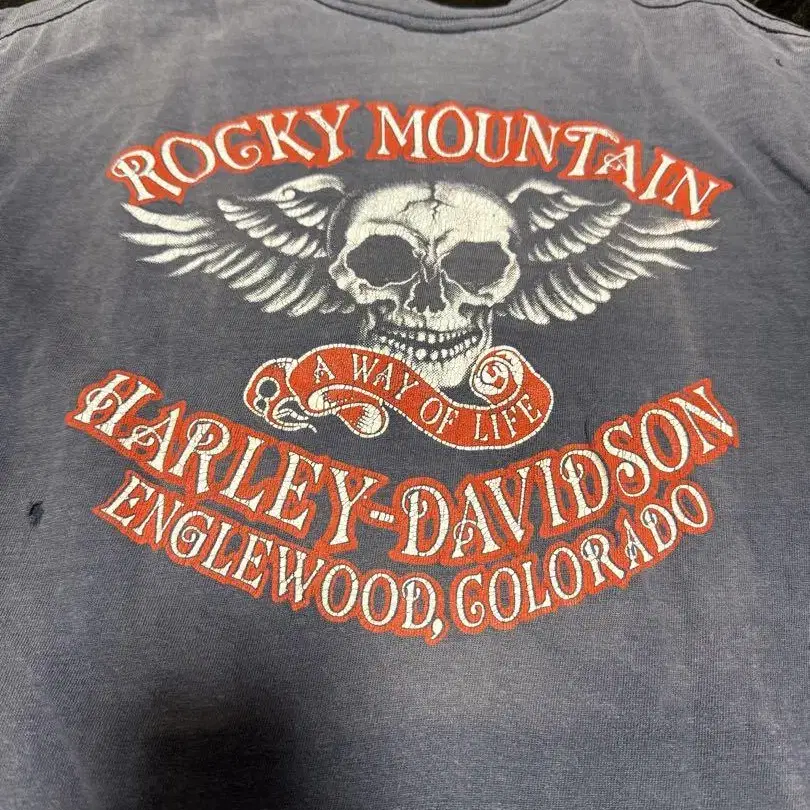 ROCKY MOUNTAIN
A WAY OF LIFE
HARLEY-DAVIDSON
ENGLEWOOD, COLORADO